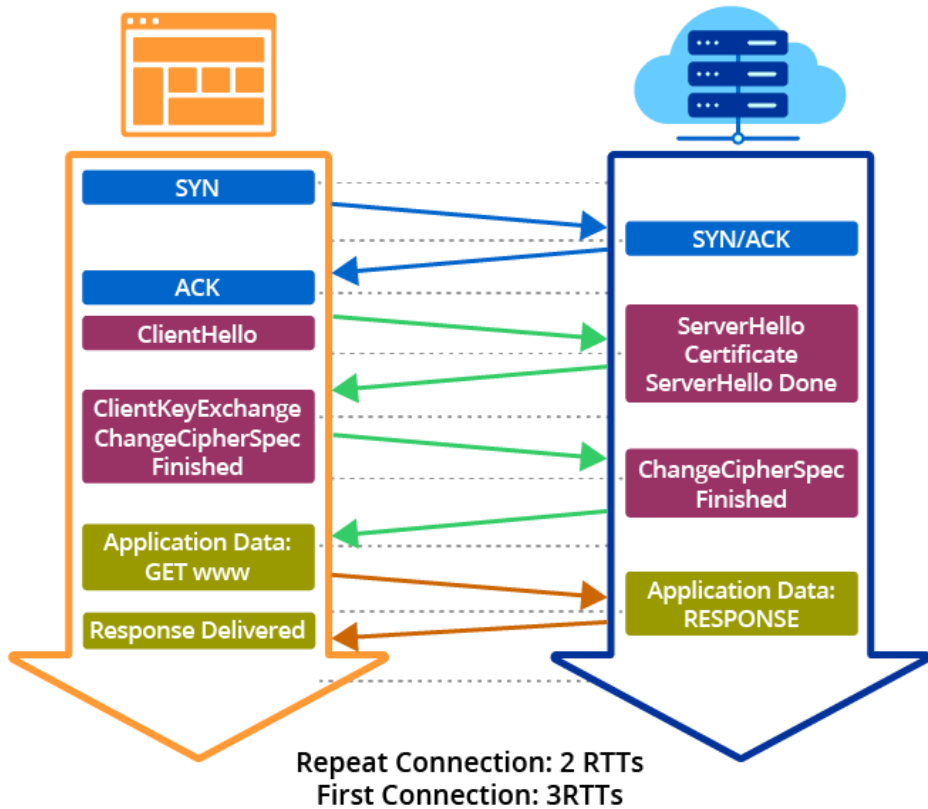 SYN
SYN/ACK
ACK
ClientHello
ServerHello
Certificate
ServerHello Done
ClientKeyExchange
ChangeCipherSpec
Finished
ChangeCipherSpec
Finished
Application Data:
GET www
Application Data:
RESPONSE
Response Delivered
Repeat Connection: 2 RTTs
First Connection: 3RTTs